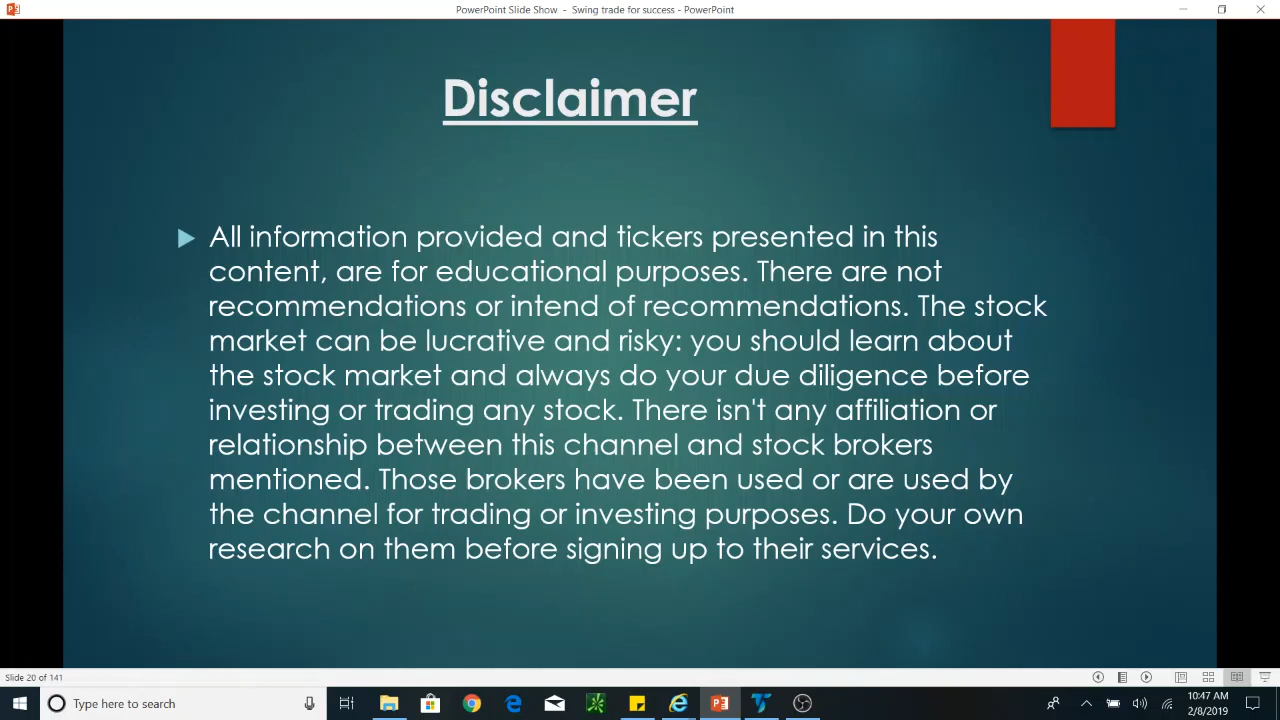 PowerPoint Slide Show - Swing trade for success - PowerPoint
Disclaimer
All information provided and tickers presented in this
content, are for educational purposes. There are not
recommendations or intend of recommendations. The stock
market can be lucrative and risky: you should learn about
the stock market and always do your due diligence before
investing or trading any stock. There isn't any affiliation or
relationship between this channel and stock brokers
mentioned. Those brokers have been used or are used by
the channel for trading or investing purposes. Do your own
research on them before signing up to their services.
Slide 20 of 141
Type here to search
10:47 AM
2/8/2019